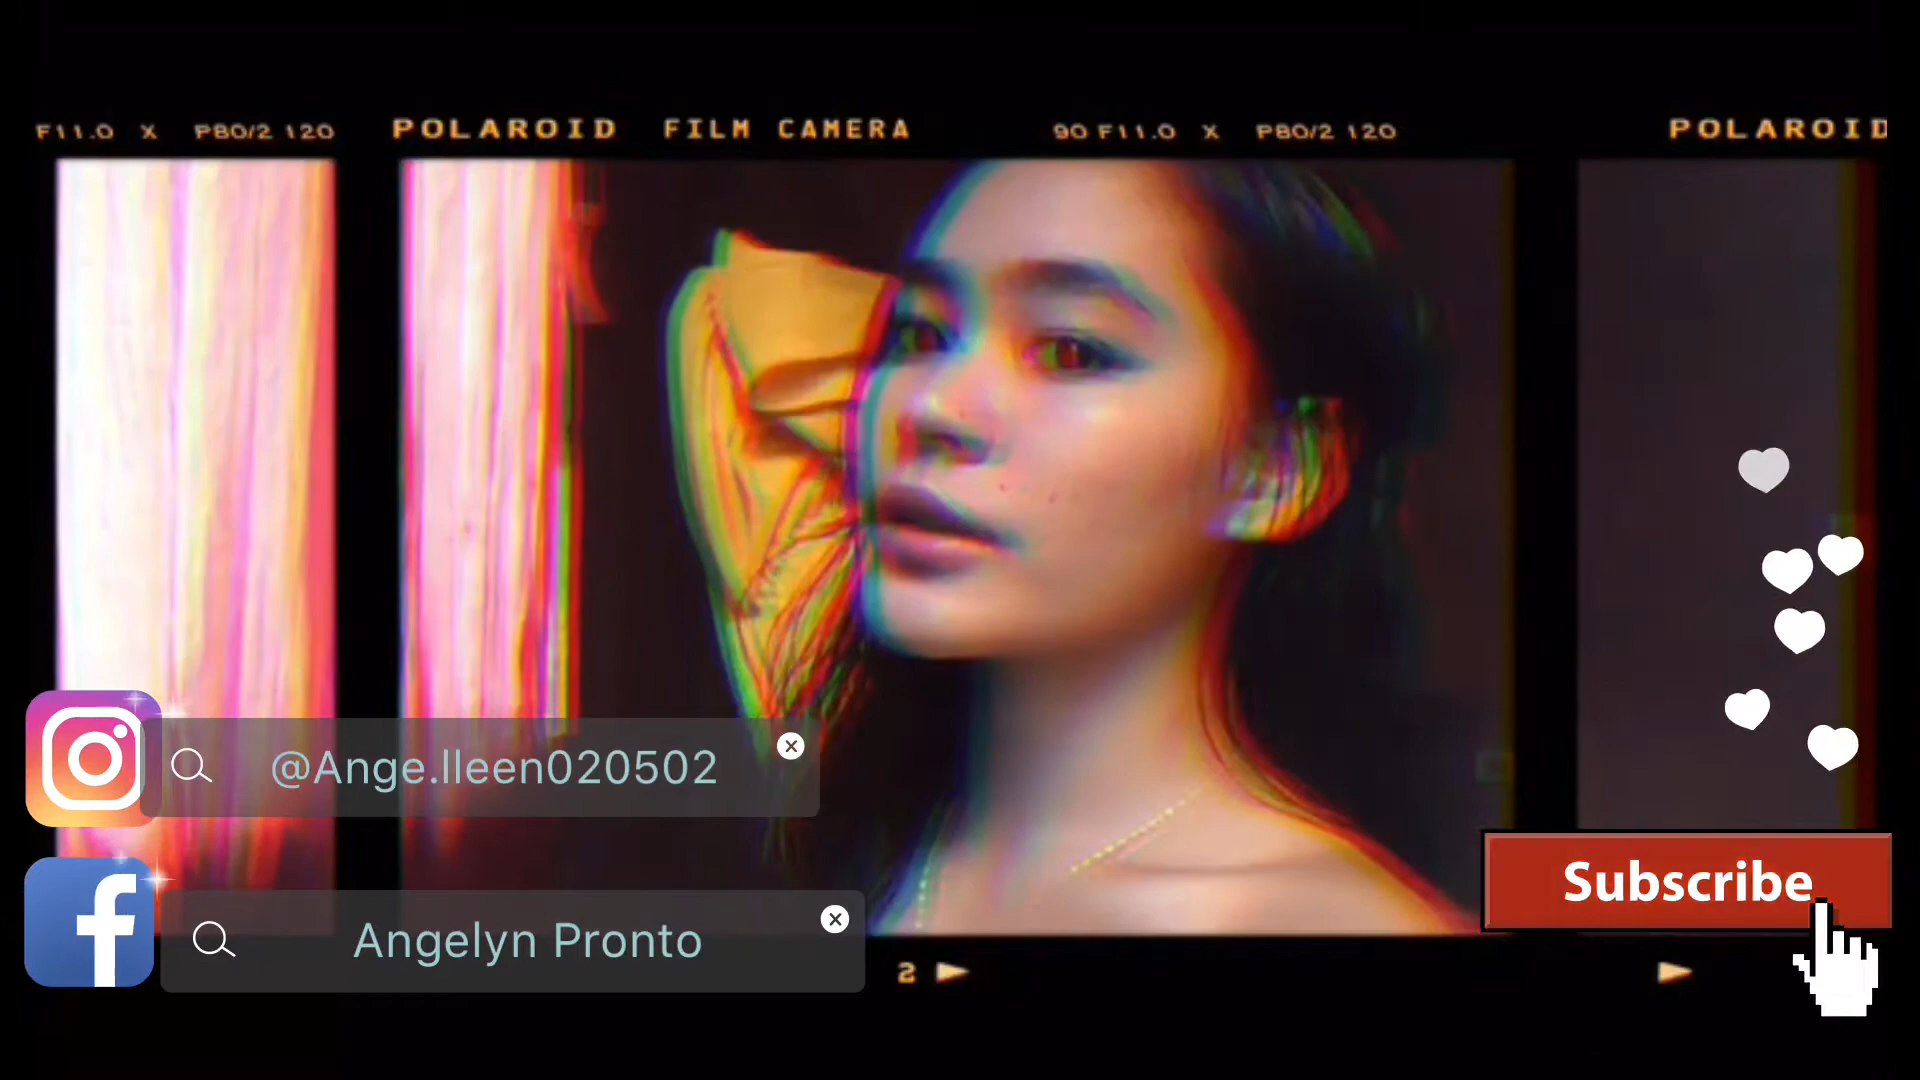 F11.0 X P80/2 120 POLAROID FILM CAMERA 90 F11.0 X P80/2 120 POLAROID
@Ange.lleen020502
Subscribe
Angelyn Pronto
2